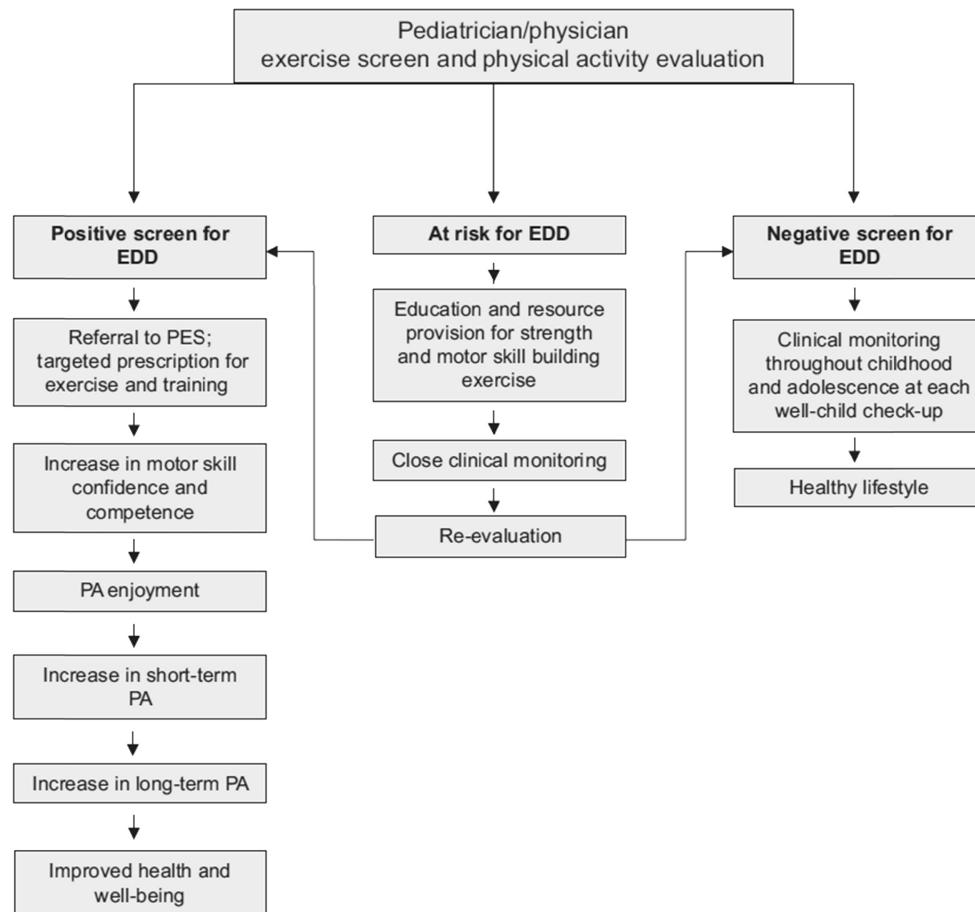 Pediatrician/physician
exercise screen and physical activity evaluation
Positive screen for
EDD
Referral to PES;
targeted prescription for
exercise and training
Increase in motor skill
confidence and
competence
PA enjoyment
Increase in short-term
PA
Increase in long-term PA
Improved health and
well-being
At risk for EDD
Education and resource
provision for strength
and motor skill building
exercise
Close clinical monitoring
Re-evaluation
Negative screen for
EDD
Clinical monitoring
throughout childhood
and adolescence at each
well-child check-up
Healthy lifestyle